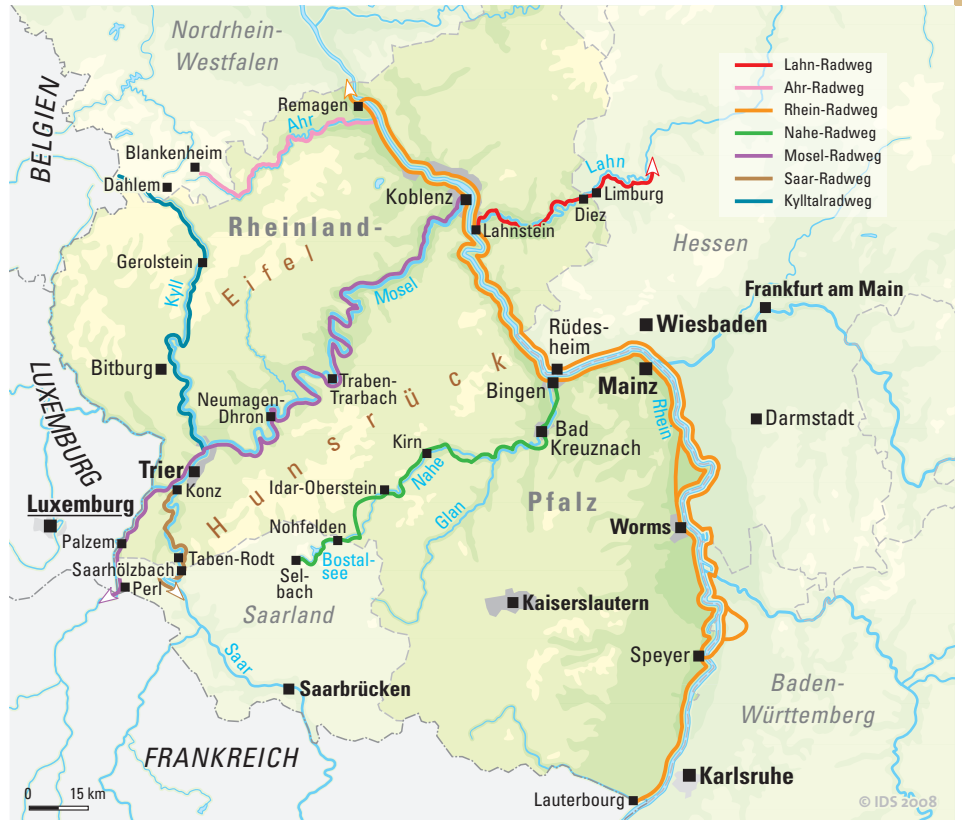 Nordrhein-
Westfalen
BELGIEN
Remagen
Ahr
Blankenheim
Dahlem
Lahn-Radweg
Ahr-Radweg
Rhein-Radweg
Nahe-Radweg
Mosel-Radweg
Saar-Radweg
Kylltalradweg
Lahn
Koblenz
Limburg
Diez
Lahnstein
Rheinland-
Hessen
Gerolstein
Eifel
Kyll
Mosel
Frankfurt am Main
Wiesbaden
Rüdes-
heim
Bitburg
Traben-
Trarbach
Bingen
Mainz
Rhein
LUXEMBURG
Neumagen-
Dhron
Hunsrück
Darmstadt
Kirn
Bad
Kreuznach
Nahe
Trier
Konz
Idar-Oberstein
Glan
Pfalz
Luxemburg
Worms
Palzem
Nohfelden
Taben-Rodt
Saarhölzbach
Bostal-
see
Sel-
bach
Perl
Saarland
Kaiserslautern
Speyer
Saar
Saarbrücken
Baden-
Württemberg
FRANKREICH
Karlsruhe
0 15 km
Lauterbourg
© IDS 2008